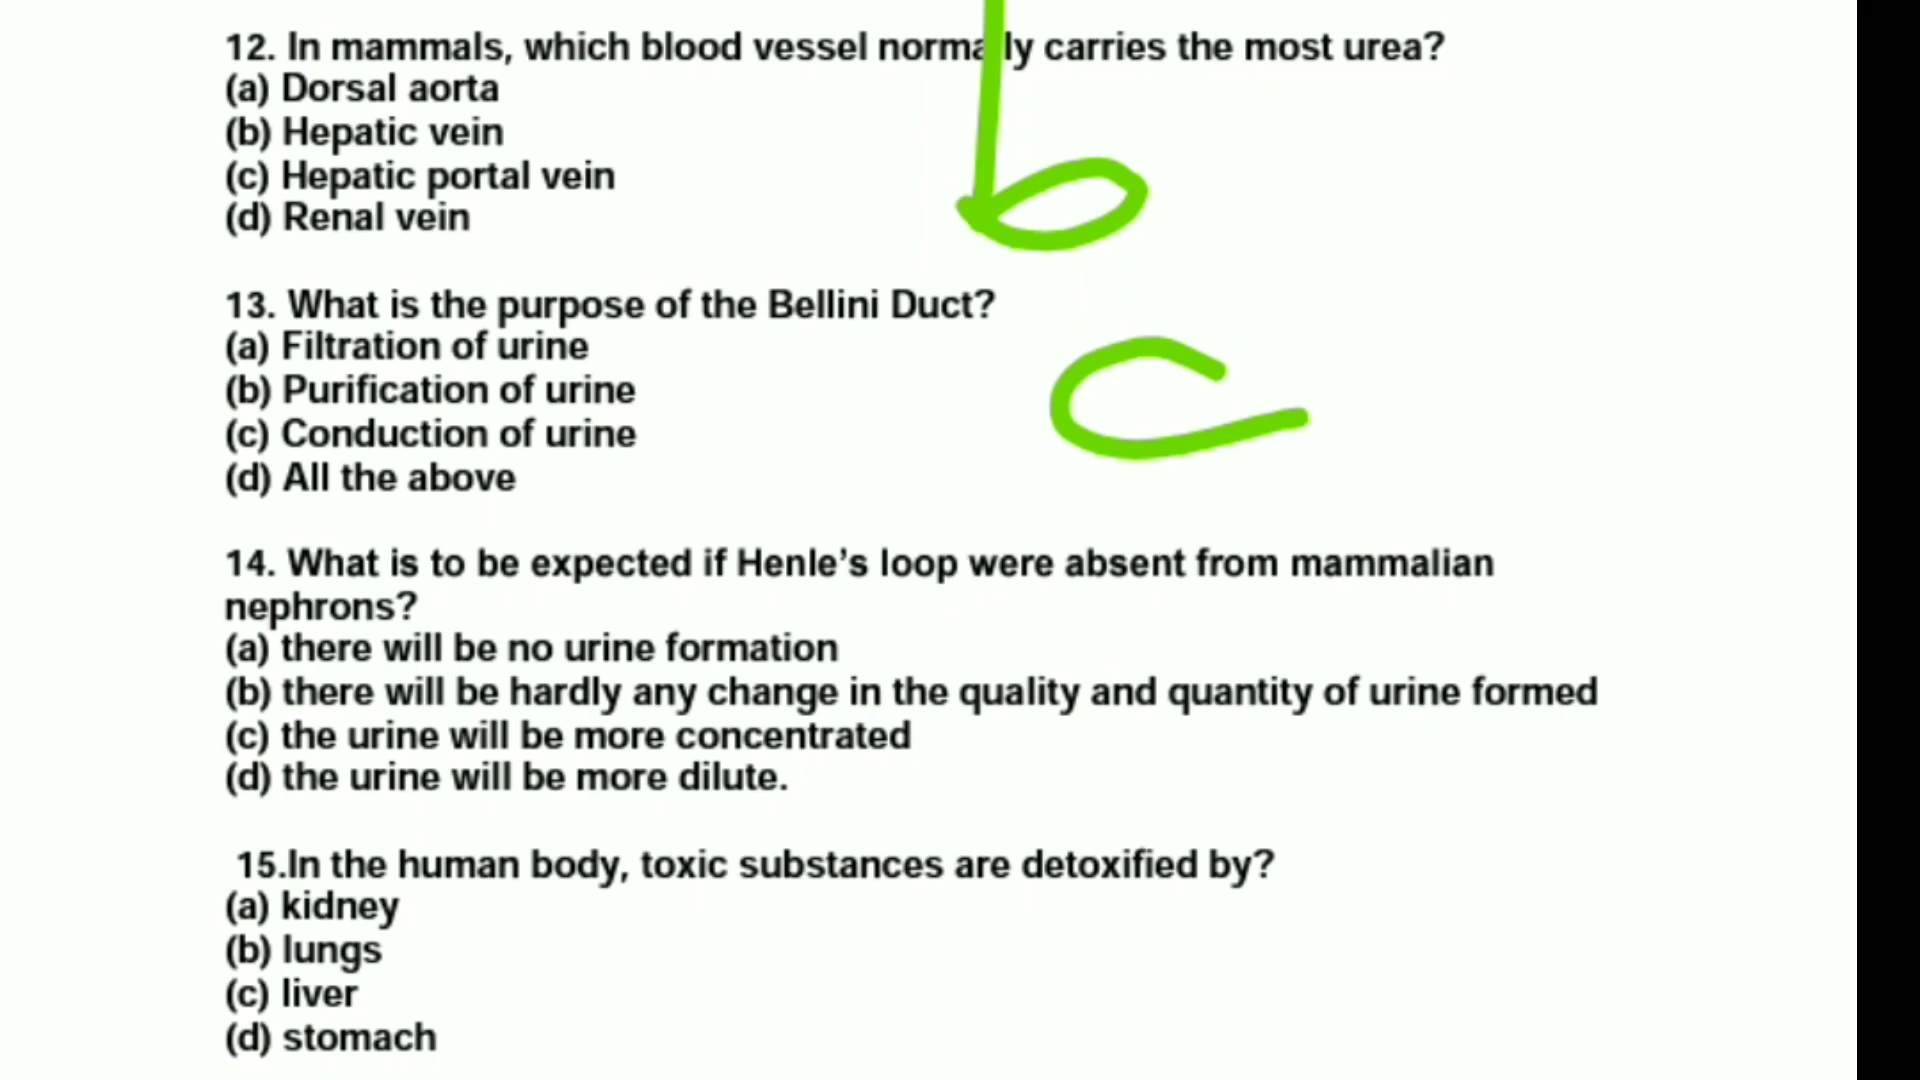 12. In mammals, which blood vessel normally carries the most urea?
(a) Dorsal aorta
(b) Hepatic vein
(c) Hepatic portal vein
(d) Renal vein
b
13. What is the purpose of the Bellini Duct?
(a) Filtration of urine
(b) Purification of urine
(c) Conduction of urine
(d) All the above
c
14. What is to be expected if Henle’s loop were absent from mammalian
nephrons?
(a) there will be no urine formation
(b) there will be hardly any change in the quality and quantity of urine formed
(c) the urine will be more concentrated
(d) the urine will be more dilute.
15.In the human body, toxic substances are detoxified by?
(a) kidney
(b) lungs
(c) liver
(d) stomach